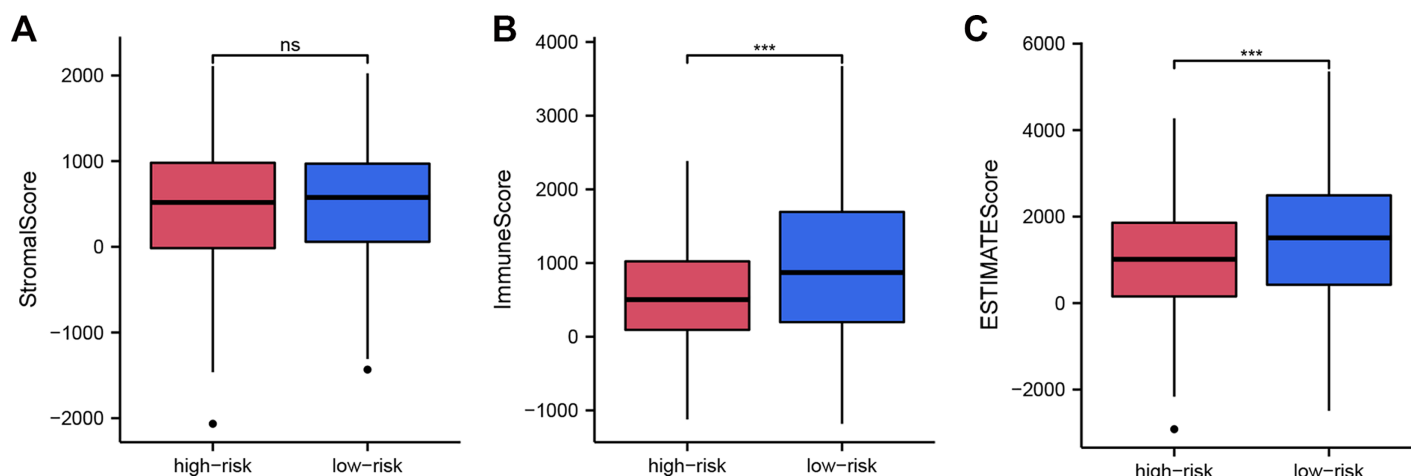 A
ns
StromalScore
2000
1000
0
−1000
−2000
high−risk
low−risk
B
***
ImmuneScore
4000
3000
2000
1000
0
−1000
high−risk
low−risk
C
***
ESTIMATEScore
6000
4000
2000
0
−2000
high−risk
low−risk